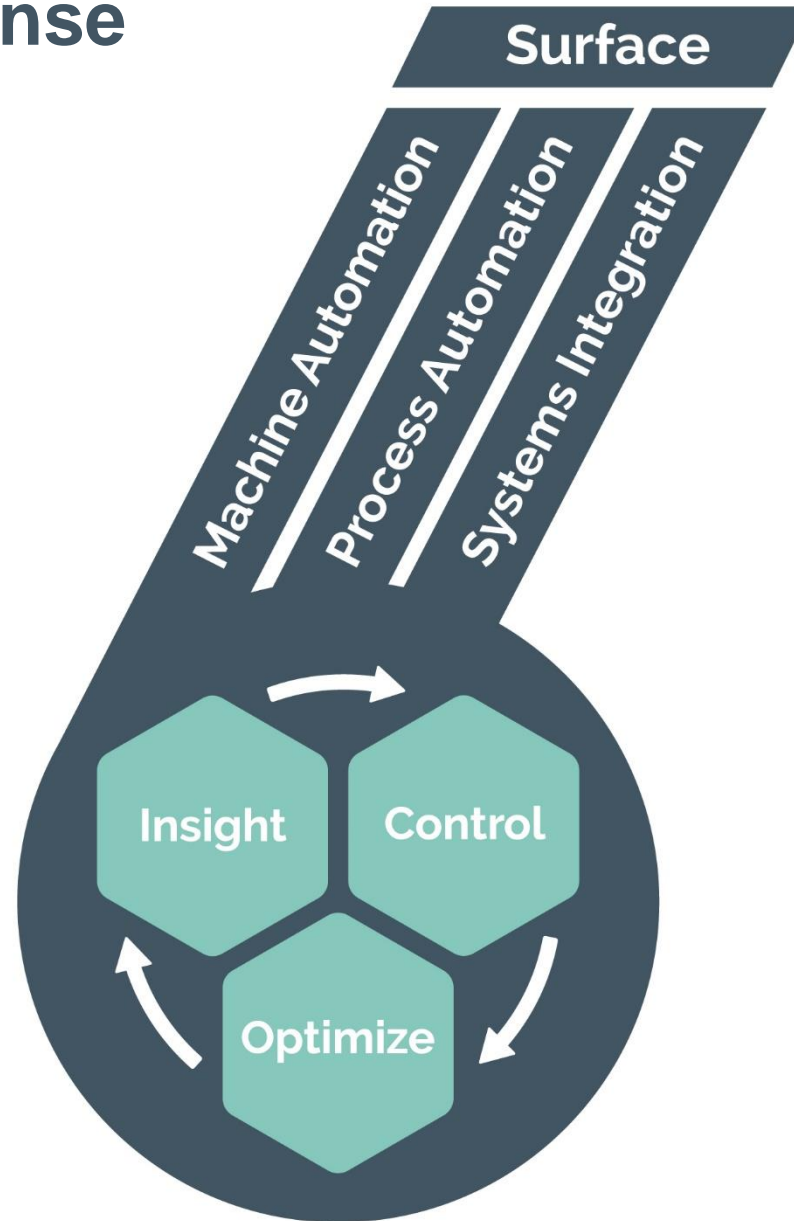 nse
Surface
Machine Automation
Process Automation
Systems Integration
Insight
Control
Optimize